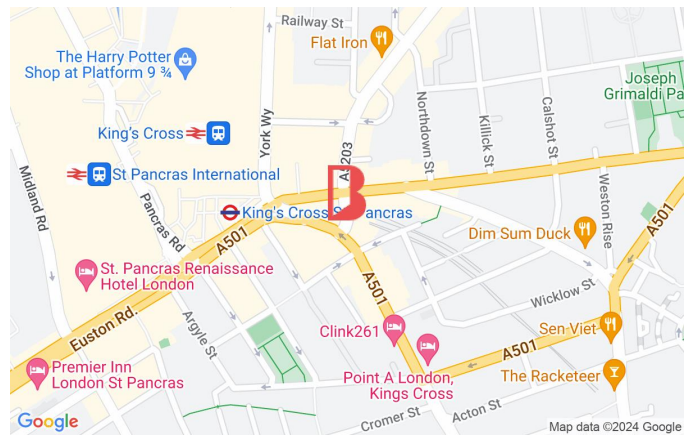 Railway St
Flat Iron
The Harry Potter
Shop at Platform 9 ¾
Joseph
Grimaldi Pa
King's Cross
York Wy
A5203
Northdown St
Killick St
Calshot St
St Pancras International
Midland Rd
Pancras Rd
B
Weston Rise
King's Cross St Pancras
A501
A501
Dim Sum Duck
St. Pancras Renaissance
Hotel London
A501
Wicklow St
Euston Rd.
Argyle St
Clink261
Sen Viet
A501
Premier Inn
London St Pancras
Point A London,
Kings Cross
The Racketeer
Cromer St
Acton St
Google
Map data ©2024 Google